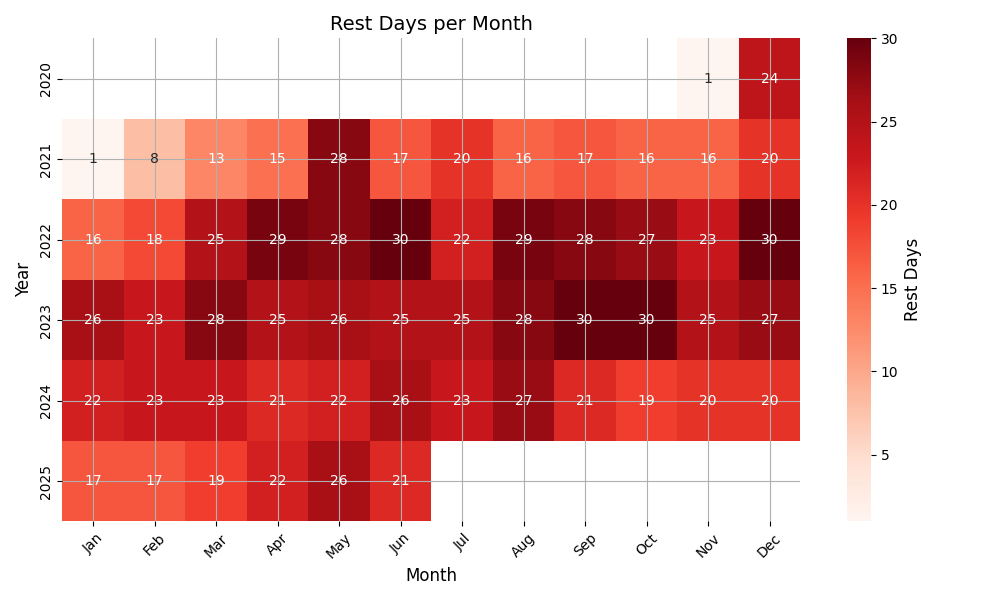 Rest Days per Month
2020 1 24
2021 1 8 13 15 28 17 20 16 17 16 16 20
2022 16 18 25 29 28 30 22 29 28 27 23 30
2023 26 23 28 25 26 25 25 28 30 30 25 27
2024 22 23 23 21 22 26 23 27 21 19 20 20
2025 17 17 19 22 26 21
Jan Feb Mar Apr May Jun Jul Aug Sep Oct Nov Dec
Month
Year
30
25
20
15
10
5
Rest Days